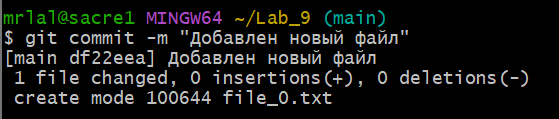 mrlal@sacre1 MINGW64 ~/Lab_9 (main)
$ git commit -m "Добавлен новый файл"
[main df22eea] Добавлен новый файл
 1 file changed, 0 insertions(+), 0 deletions(-)
 create mode 100644 file_0.txt